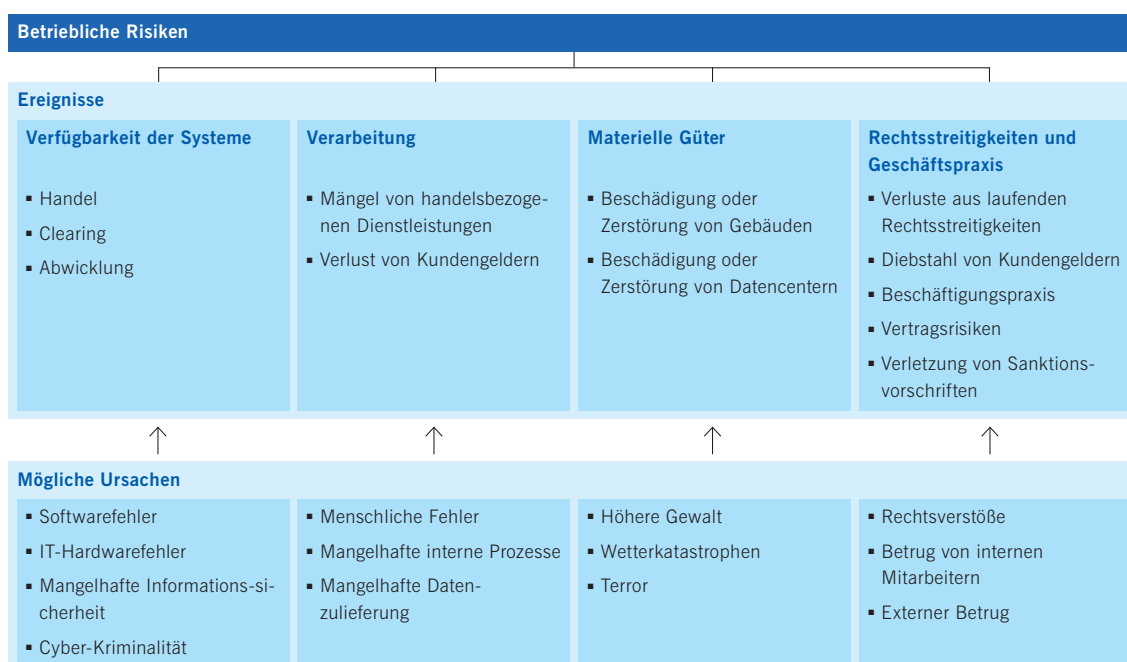 Betriebliche Risiken
Ereignisse
Verfügbarkeit der Systeme
▪ Handel
▪ Clearing
▪ Abwicklung
Verarbeitung
▪ Mängel von handelsbezoge-
nen Dienstleistungen
▪ Verlust von Kundengeldern
Materielle Güter
▪ Beschädigung oder
Zerstörung von Gebäuden
▪ Beschädigung oder
Zerstörung von Datencentern
Rechtsstreitigkeiten und
Geschäftspraxis
▪ Verluste aus laufenden
Rechtsstreitigkeiten
▪ Diebstahl von Kundengeldern
▪ Beschäftigungspraxis
▪ Vertragsrisiken
▪ Verletzung von Sanktions-
vorschriften
Mögliche Ursachen
▪ Softwarefehler
▪ IT-Hardwarefehler
▪ Mangelhafte Informations-si-
cherheit
▪ Cyber-Kriminalität
▪ Menschliche Fehler
▪ Mangelhafte interne Prozesse
▪ Mangelhafte Daten-
zulieferung
▪ Höhere Gewalt
▪ Wetterkatastrophen
▪ Terror
▪ Rechtsverstöße
▪ Betrug von internen
Mitarbeitern
▪ Externer Betrug